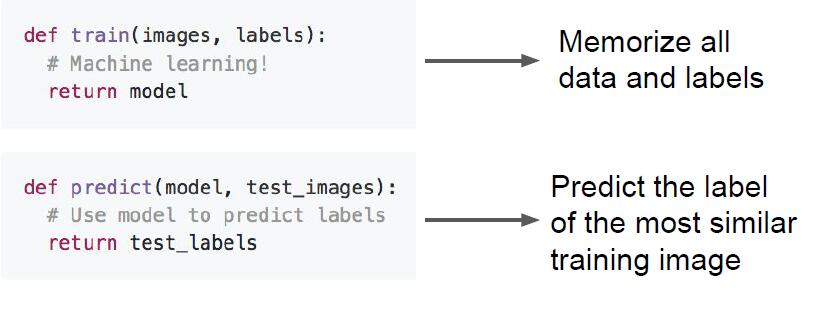 def train(images, labels):
# Machine learning!
return model
Memorize all
data and labels
def predict(model, test_images):
# Use model to predict labels
return test_labels
Predict the label
of the most similar
training image